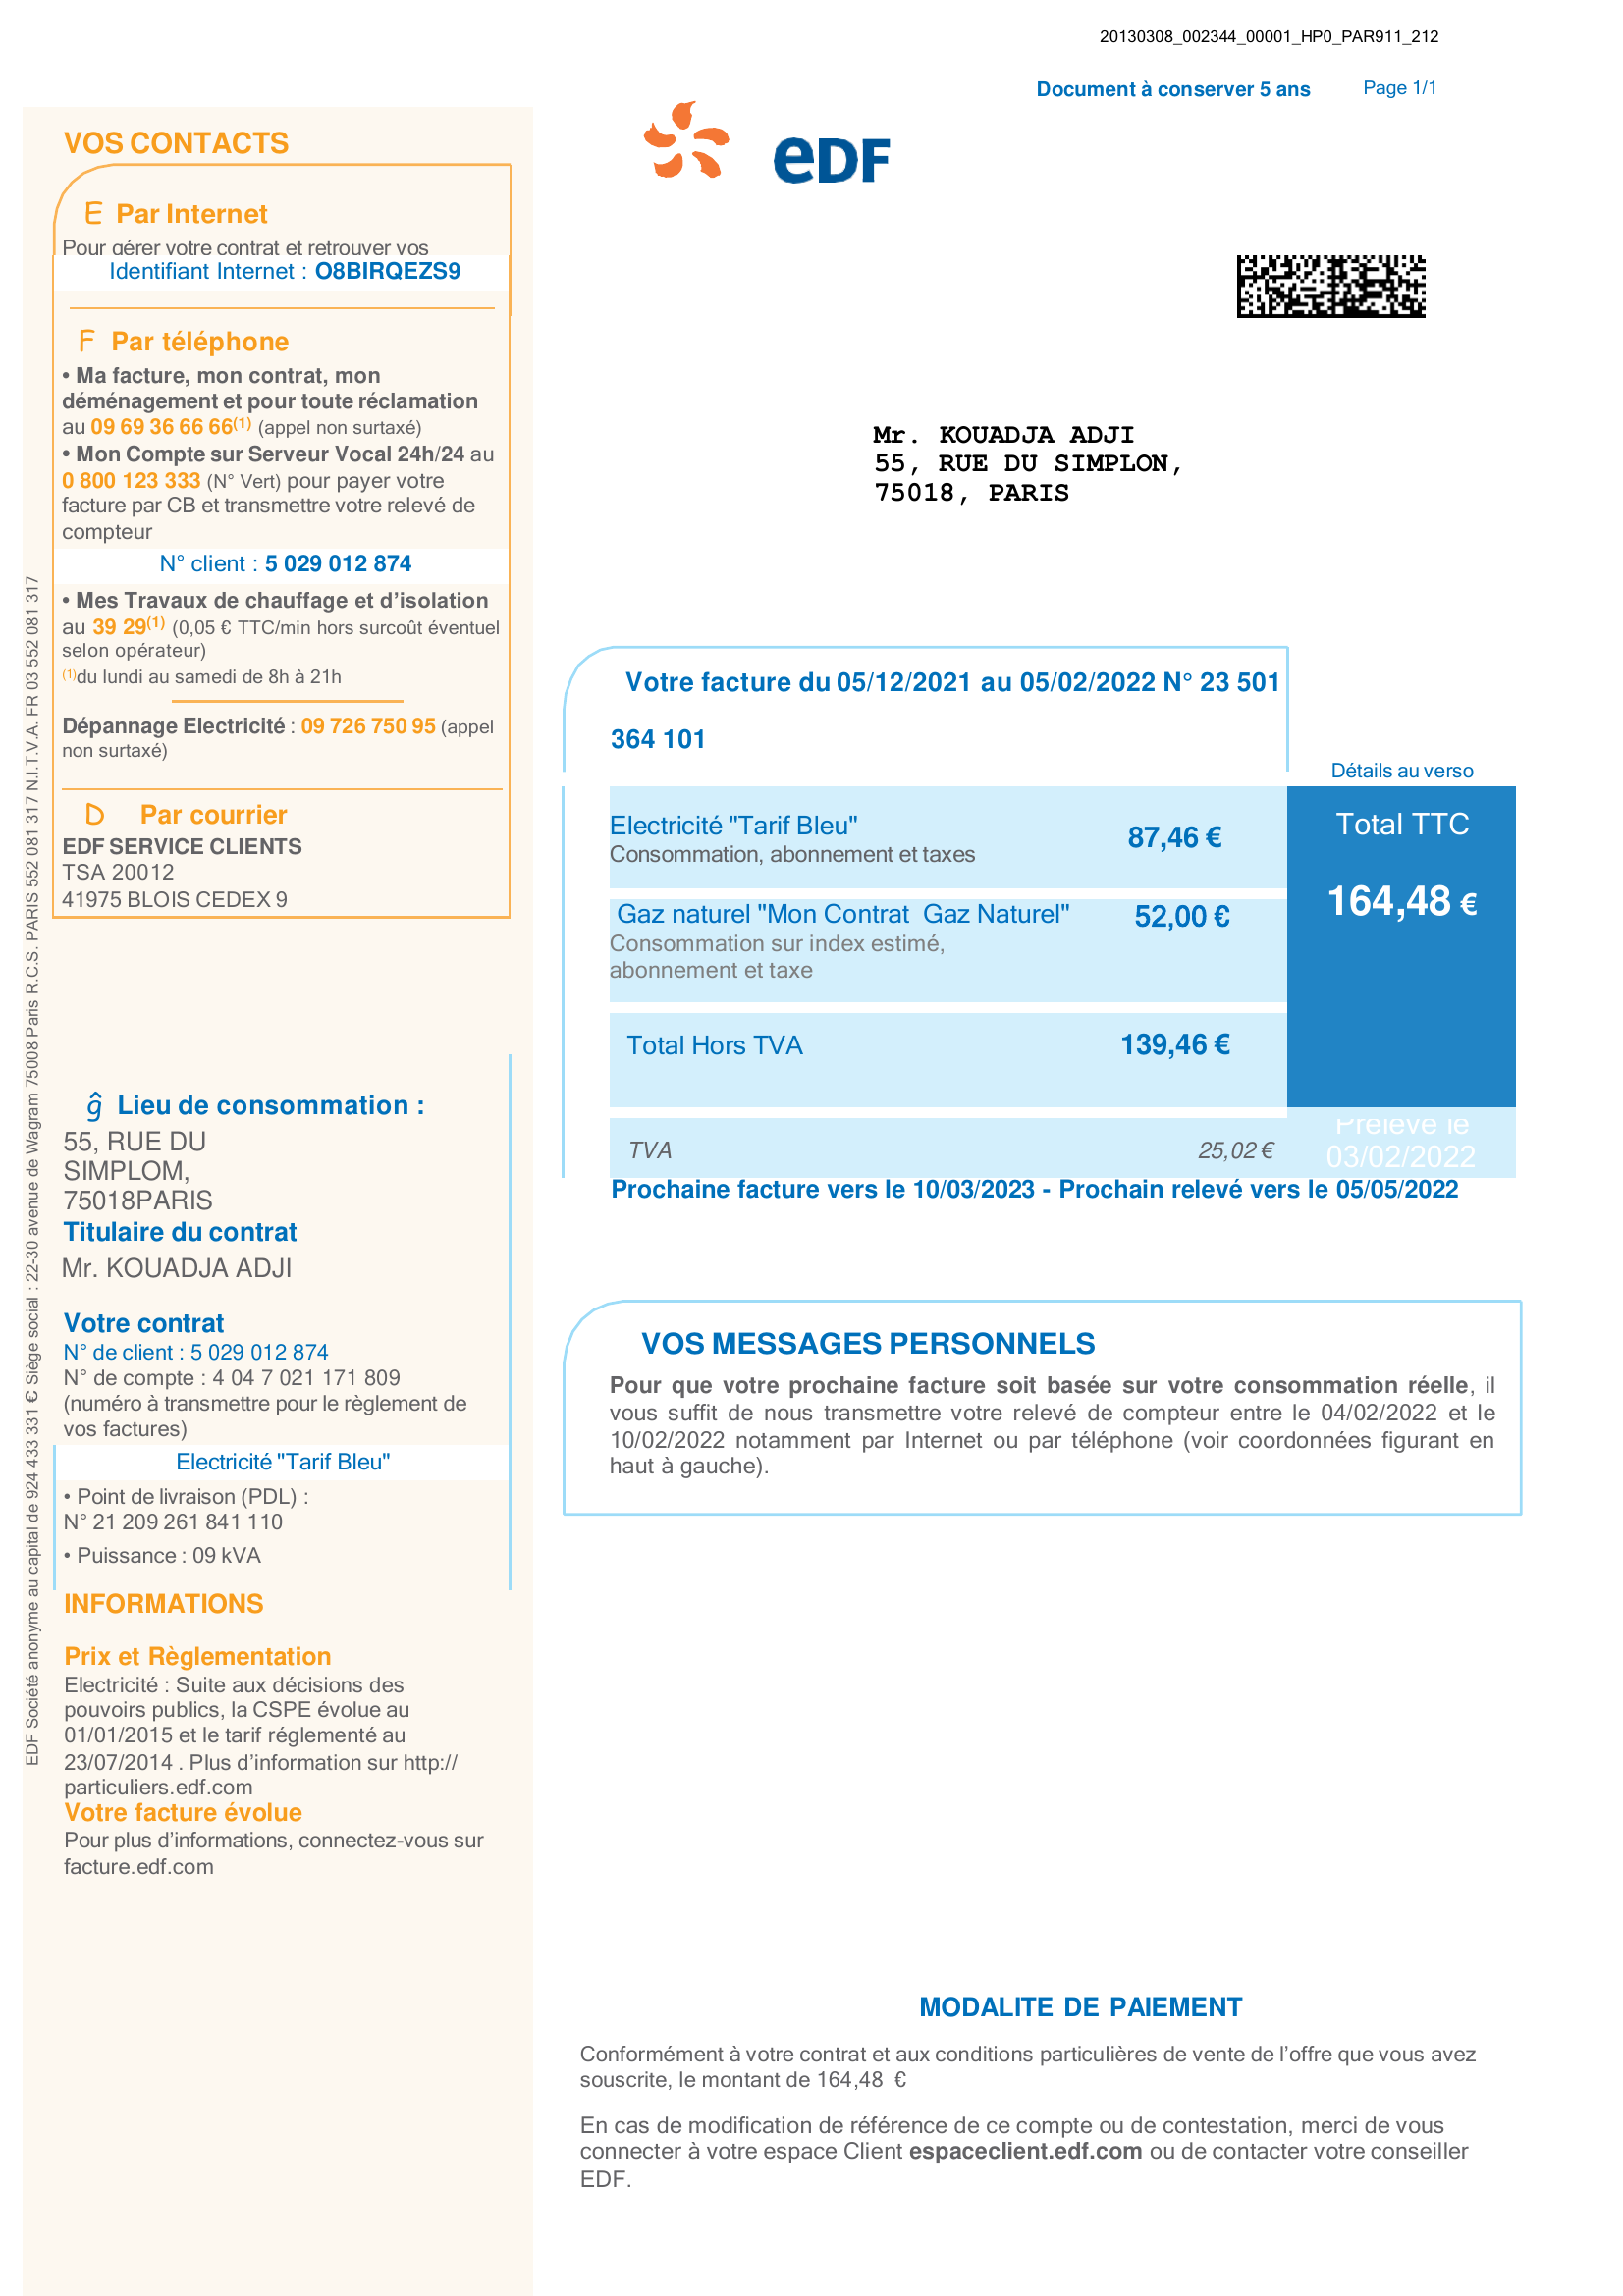 20130308_002344_00001_HP0_PAR911_212
Document à conserver 5 ans Page 1/1
eDF
VOS CONTACTS
E Par Internet
Pour gérer votre contrat et retrouver vos
Identifiant Internet : O8BIRQEZS9
F Par téléphone
• Ma facture, mon contrat, mon
déménagement et pour toute réclamation
au 09 69 36 66 66(1) (appel non surtaxé)
• Mon Compte sur Serveur Vocal 24h/24 au
0 800 123 333 (N° Vert) pour payer votre
facture par CB et transmettre votre relevé de
compteur
N° client : 5 029 012 874
• Mes Travaux de chauffage et d'isolation
au 39 29(1) (0,05 € TTC/min hors surcoût éventuel
selon opérateur)
(1)du lundi au samedi de 8h à 21h
Dépannage Electricité : 09 726 750 95 (appel
non surtaxé)
D Par courrier
EDF SERVICE CLIENTS
TSA 20012
41975 BLOIS CEDEX 9
ĝ Lieu de consommation :
55, RUE DU
SIMPLOM,
75018PARIS
Titulaire du contrat
Mr. KOUADJA ADJI
Votre contrat
N° de client : 5 029 012 874
N° de compte : 4 04 7 021 171 809
(numéro à transmettre pour le règlement de
vos factures)
Electricité "Tarif Bleu"
• Point de livraison (PDL) :
N° 21 209 261 841 110
• Puissance : 09 kVA
INFORMATIONS
Prix et Règlementation
Electricité : Suite aux décisions des
pouvoirs publics, la CSPE évolue au
01/01/2015 et le tarif réglementé au
23/07/2014 . Plus d'information sur http://
particuliers.edf.com
Votre facture évolue
Pour plus d'informations, connectez-vous sur
facture.edf.com
EDF Société anonyme au capital de 924 433 331 € Siège social : 22-30 avenue de Wagram 75008 Paris R.C.S. PARIS 552 081 317 N.I.T.V.A. FR 03 552 081 317
Mr. KOUADJA ADJI
55, RUE DU SIMPLON,
75018, PARIS
Votre facture du 05/12/2021 au 05/02/2022 N° 23 501
364 101
Détails au verso
Electricité "Tarif Bleu" 87,46 €
Consommation, abonnement et taxes
Gaz naturel "Mon Contrat Gaz Naturel" 52,00 €
Consommation sur index estimé,
abonnement et taxe
Total Hors TVA 139,46 €
TVA 25,02 €
Total TTC
164,48 €
Prélevé le
03/02/2022
Prochaine facture vers le 10/03/2023 - Prochain relevé vers le 05/05/2022
VOS MESSAGES PERSONNELS
Pour que votre prochaine facture soit basée sur votre consommation réelle, il
vous suffit de nous transmettre votre relevé de compteur entre le 04/02/2022 et le
10/02/2022 notamment par Internet ou par téléphone (voir coordonnées figurant en
haut à gauche).
MODALITE DE PAIEMENT
Conformément à votre contrat et aux conditions particulières de vente de l'offre que vous avez
souscrite, le montant de 164,48 €
En cas de modification de référence de ce compte ou de contestation, merci de vous
connecter à votre espace Client espaceclient.edf.com ou de contacter votre conseiller
EDF.